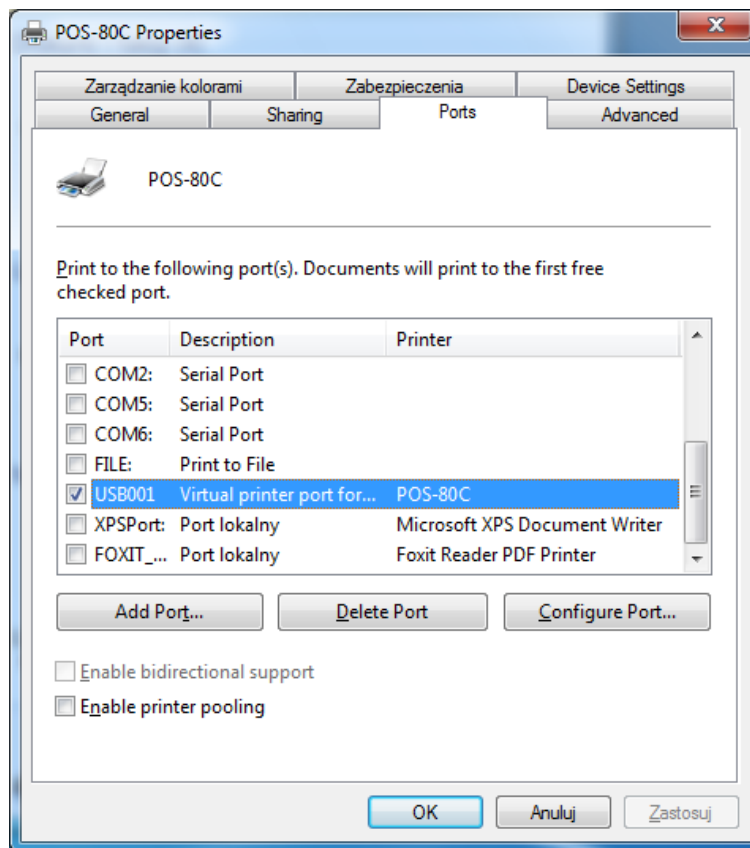 POS-80C Properties
Zarządzanie kolorami Zabezpieczenia Device Settings
General Sharing Ports Advanced
POS-80C
Print to the following port(s). Documents will print to the first free
checked port.
Port Description Printer
COM2: Serial Port
COM5: Serial Port
COM6: Serial Port
FILE: Print to File
USB001 Virtual printer port for... POS-80C
XPSPort: Port lokalny Microsoft XPS Document Writer
FOXIT_... Port lokalny Foxit Reader PDF Printer
Add Port... Delete Port Configure Port...
Enable bidirectional support
Enable printer pooling
OK Anuluj Zastosuj